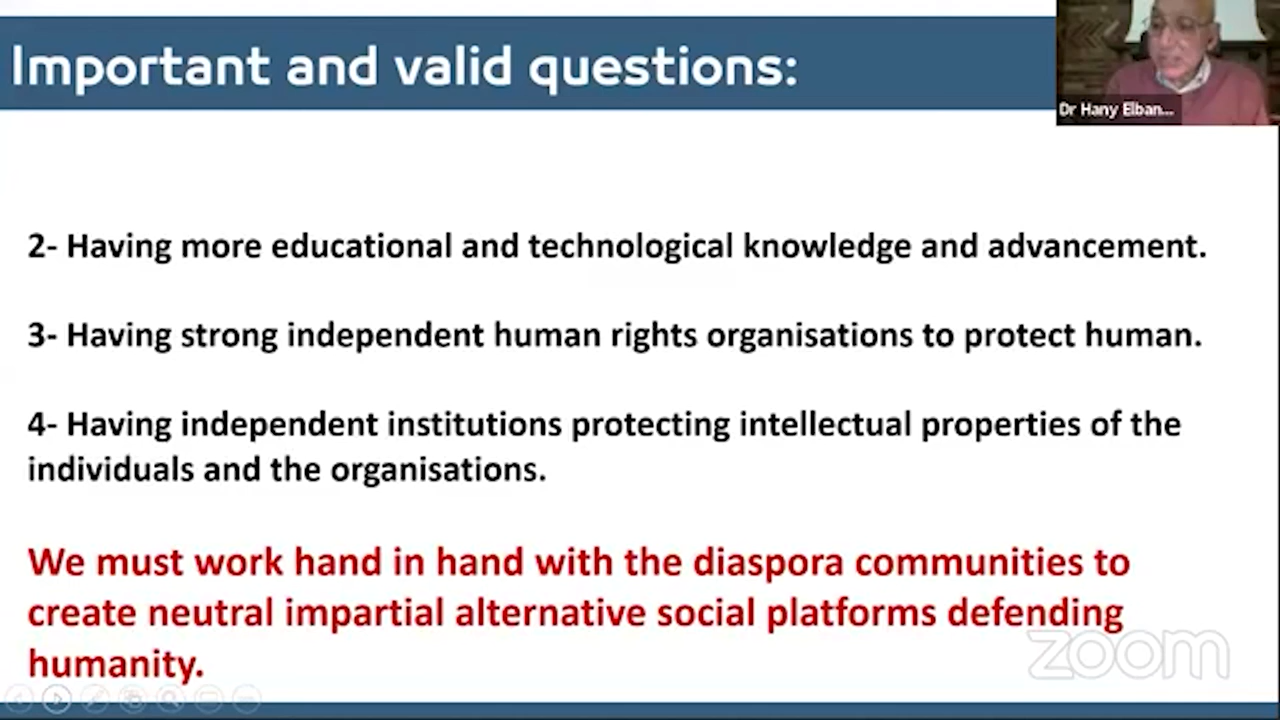 Important and valid questions:
Dr Hany Elban...
2- Having more educational and technological knowledge and advancement.
3- Having strong independent human rights organisations to protect human.
4- Having independent institutions protecting intellectual properties of the
individuals and the organisations.
We must work hand in hand with the diaspora communities to
create neutral impartial alternative social platforms defending
humanity.
zoom